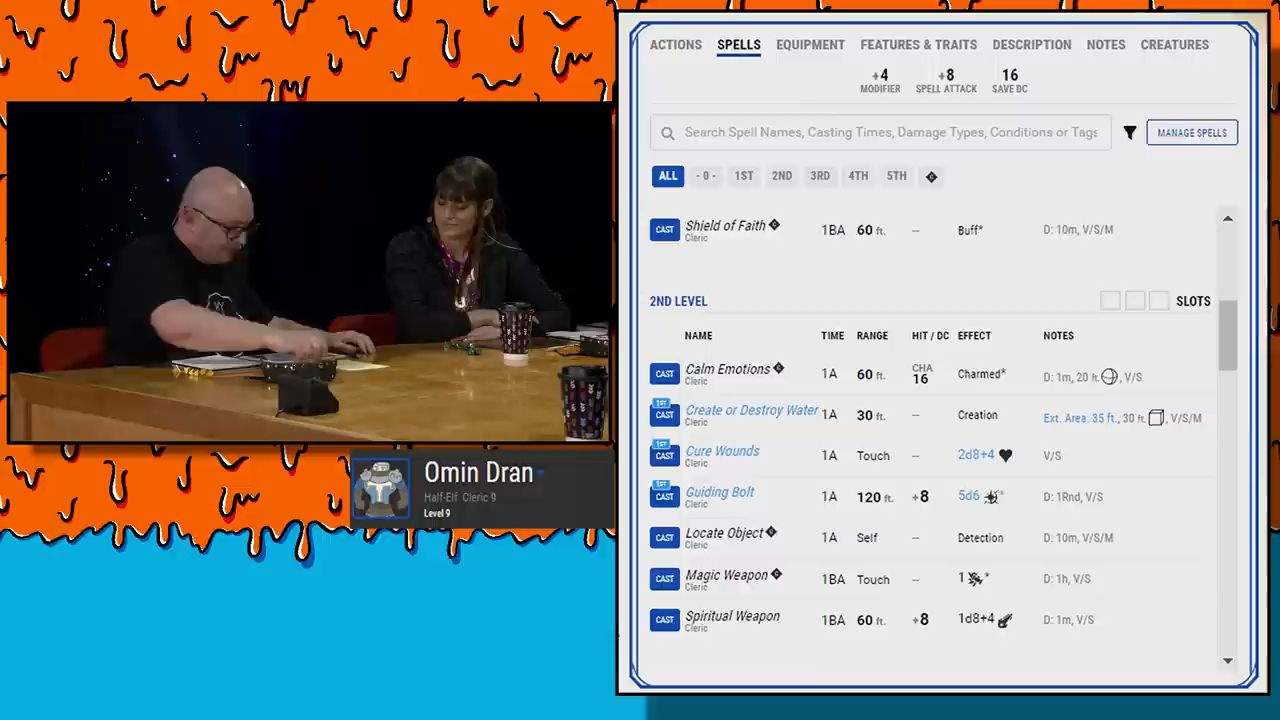 ACTIONS SPELLS EQUIPMENT FEATURES & TRAITS DESCRIPTION NOTES CREATURES
+4 +8 16
MODIFIER SPELL ATTACK SAVE DC
Search Spell Names, Casting Times, Damage Types, Conditions or Tags
MANAGE SPELLS
ALL - 0 - 1ST 2ND 3RD 4TH 5TH C
CAST Shield of Faith C 1BA 60 ft. -- Buff* D: 10m, V/S/M
Cleric
2ND LEVEL SLOTS
NAME TIME RANGE HIT / DC EFFECT NOTES
CAST Calm Emotions C 1A 60 ft. CHA 16 Charmed* D: 1m, 20 ft. , V/S
Cleric
1ST CAST Create or Destroy Water 1A 30 ft. -- Creation Ext. Area: 35 ft., 30 ft. , V/S/M
Cleric
1ST CAST Cure Wounds 1A Touch -- 2d8+4 V/S
Cleric
1ST CAST Guiding Bolt 1A 120 ft. +8 5d6 * D: 1Rnd, V/S
Cleric
CAST Locate Object C 1A Self -- Detection D: 10m, V/S/M
Cleric
CAST Magic Weapon C 1BA Touch -- 1 * D: 1h, V/S
Cleric
CAST Spiritual Weapon 1BA 60 ft. +8 1d8+4 D: 1m, V/S
Cleric
Omin Dran
Half-Elf Cleric 9
Level 9